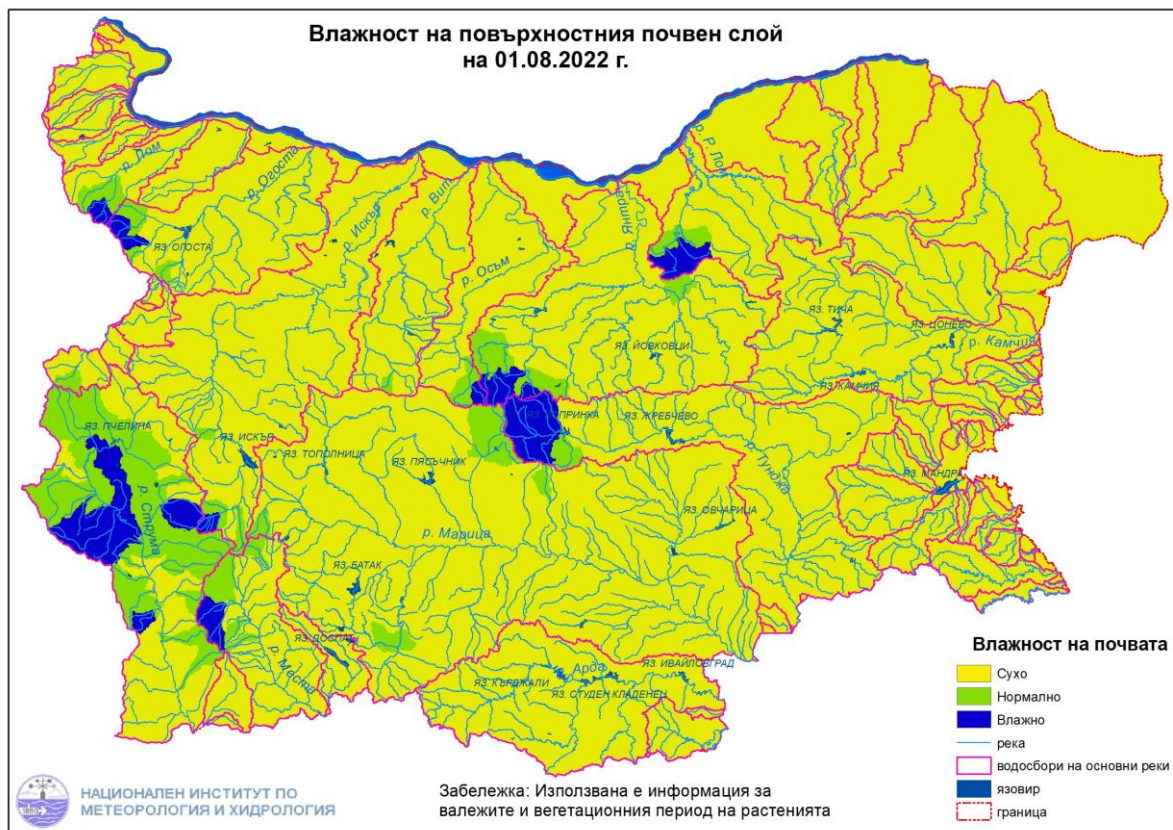 Влажност на повърхностния почвен слой
на 01.08.2022 г.
р. Лом
р. Огоста
р. Искър
р. Вит
р. Осъм
р. Янтра
р. Р Лом
ЯЗ. ОГОСТА
ЯЗ. ТИЧА
ЯЗ. ЦОНЕВО
р. Камчия
ЯЗ. ЙОВКОВЦИ
ЯЗ. КАМЧИЯ
ЯЗ. ПЧЕЛИНА
ЯЗ. ИСКЪР
ЯЗ. ТОПОЛНИЦА
ЯЗ. ПЯСЪЧНИК
ЯЗ. КОПРИНКА
ЯЗ. ЖРЕБЧЕВО
р. Тунджа
ЯЗ. МАНДРА
р. Струма
р. Марица
ЯЗ. ОВЧАРИЦА
ЯЗ. БАТАК
ЯЗ. ДОСПАТ
р. Места
р. Арда
ЯЗ. ИВАЙЛОВГРАД
ЯЗ. КЪРДЖАЛИ
ЯЗ. СТУДЕН КЛАДЕНЕЦ
Влажност на почвата
Сухо
Нормално
Влажно
река
водосбори на основни реки
язовир
граница
НАЦИОНАЛЕН ИНСТИТУТ ПО
МЕТЕОРОЛОГИЯ И ХИДРОЛОГИЯ
Забележка: Използвана е информация за
валежите и вегетационния период на растенията